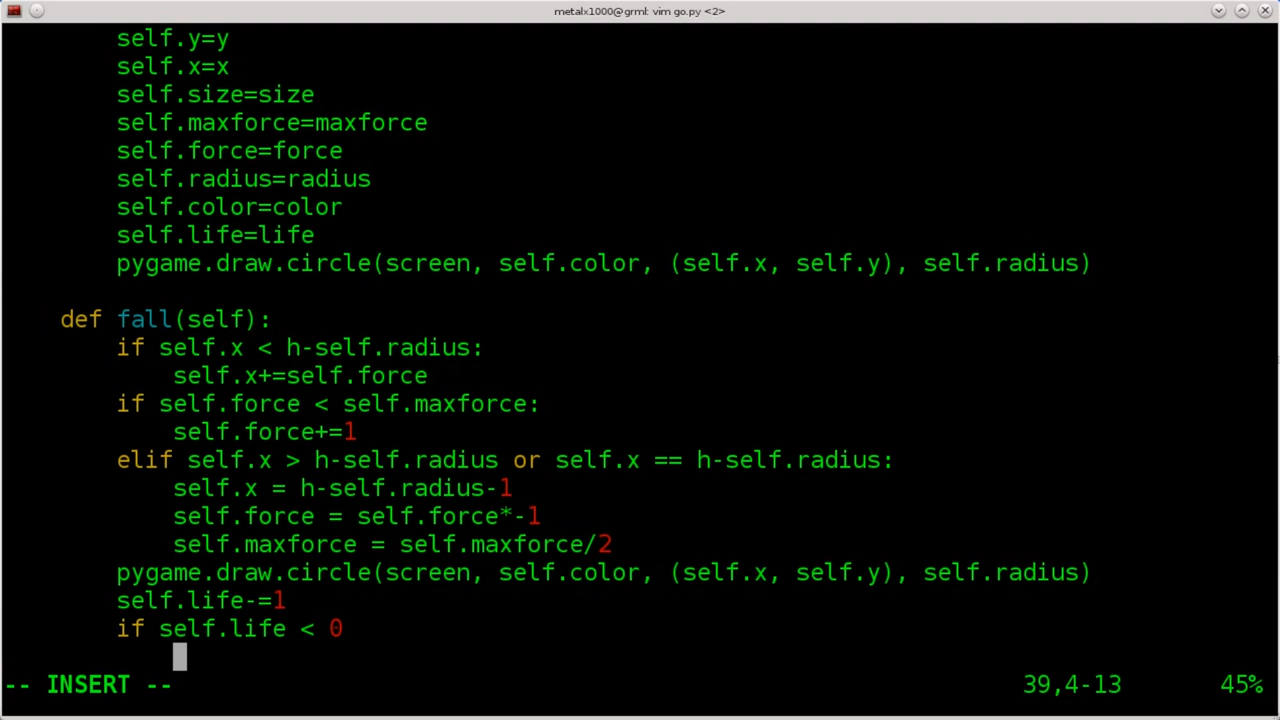 metalx1000@grml: vim go.py <2>
self.y=y
self.x=x
self.size=size
self.maxforce=maxforce
self.force=force
self.radius=radius
self.color=color
self.life=life
pygame.draw.circle(screen, self.color, (self.x, self.y), self.radius)
def fall(self):
if self.x < h-self.radius:
self.x+=self.force
if self.force < self.maxforce:
self.force+=1
elif self.x > h-self.radius or self.x == h-self.radius:
self.x = h-self.radius-1
self.force = self.force*-1
self.maxforce = self.maxforce/2
pygame.draw.circle(screen, self.color, (self.x, self.y), self.radius)
self.life-=1
if self.life < 0
-- INSERT -- 39,4-13 45%